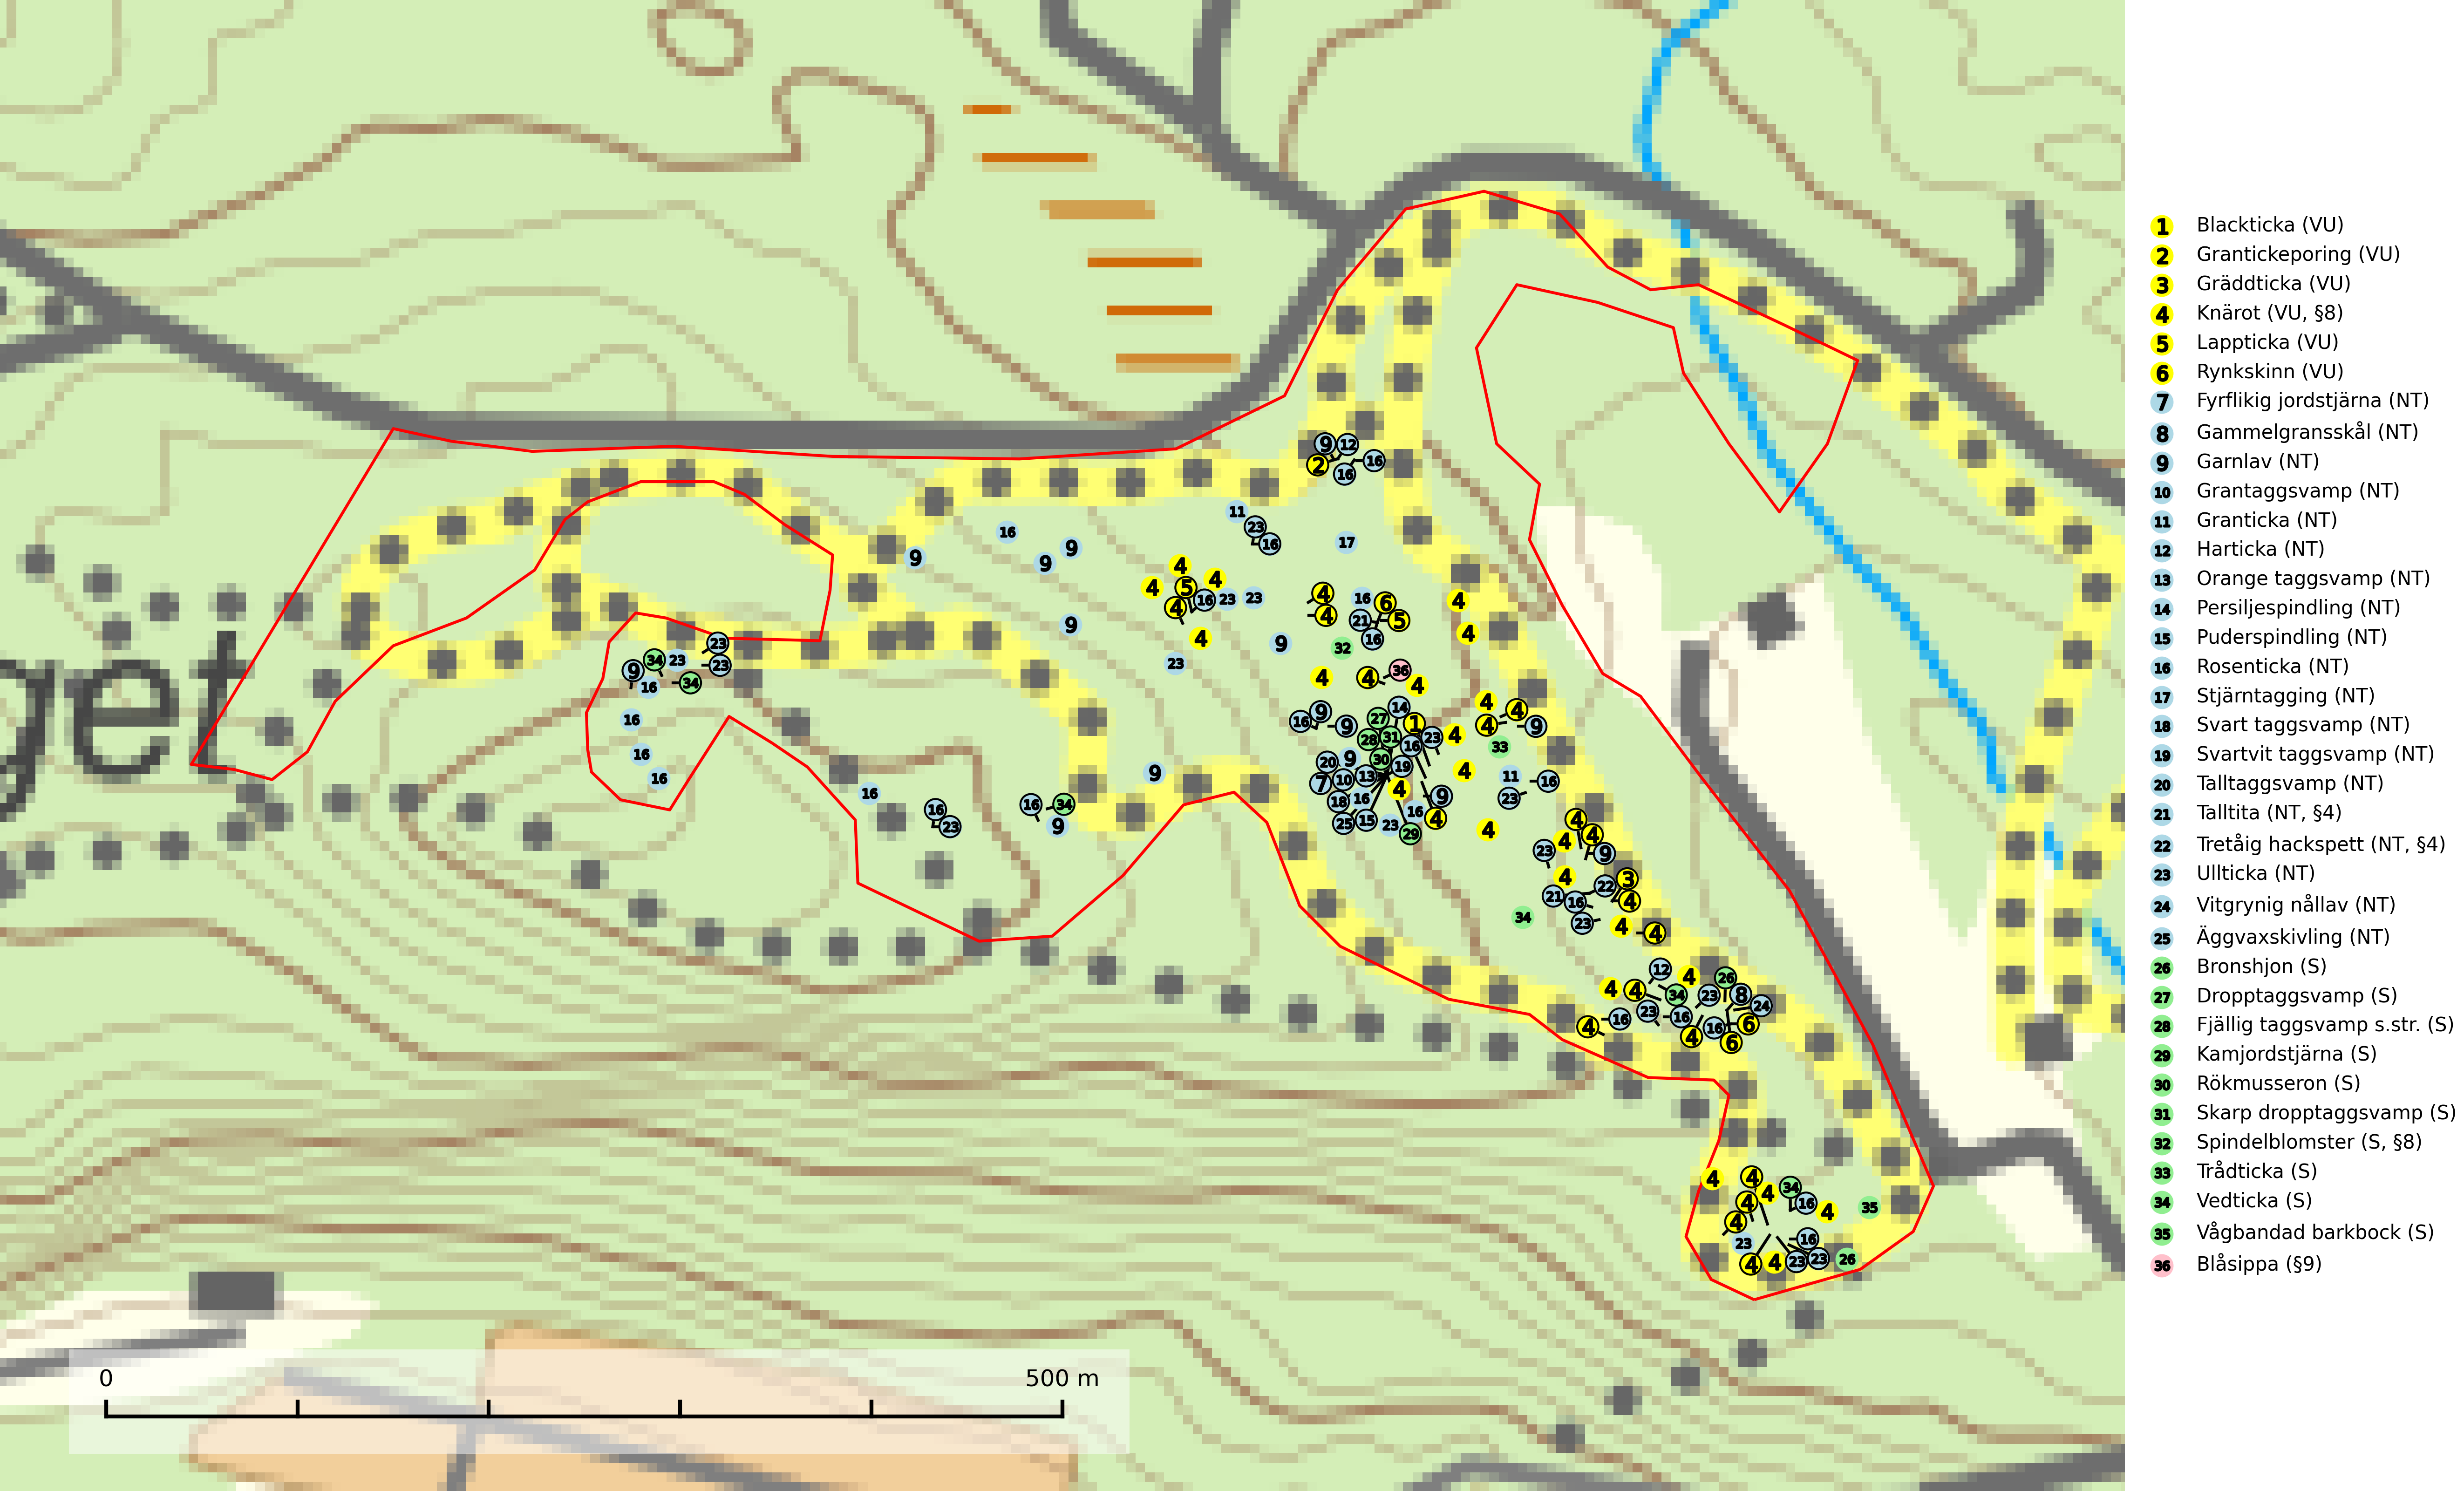 get
0 500 m
1 Blackticka (VU)
2 Grantickeporing (VU)
3 Gräddticka (VU)
4 Knärot (VU, §8)
5 Lappticka (VU)
6 Rynkskinn (VU)
7 Fyrflikig jordstjärna (NT)
8 Gammelgransskål (NT)
9 Garnlav (NT)
10 Grantaggsvamp (NT)
11 Granticka (NT)
12 Harticka (NT)
13 Orange taggsvamp (NT)
14 Persiljespindling (NT)
15 Puderspindling (NT)
16 Rosenticka (NT)
17 Stjärntagging (NT)
18 Svart taggsvamp (NT)
19 Svartvit taggsvamp (NT)
20 Talltaggsvamp (NT)
21 Talltita (NT, §4)
22 Tretåig hackspett (NT, §4)
23 Ullticka (NT)
24 Vitgrynig nållav (NT)
25 Äggvaxskivling (NT)
26 Bronshjon (S)
27 Dropptaggsvamp (S)
28 Fjällig taggsvamp s.str. (S)
29 Kamjordstjärna (S)
30 Rökmusseron (S)
31 Skarp dropptaggsvamp (S)
32 Spindelblomster (S, §8)
33 Trådticka (S)
34 Vedticka (S)
35 Vågbandad barkbock (S)
36 Blåsippa (§9)